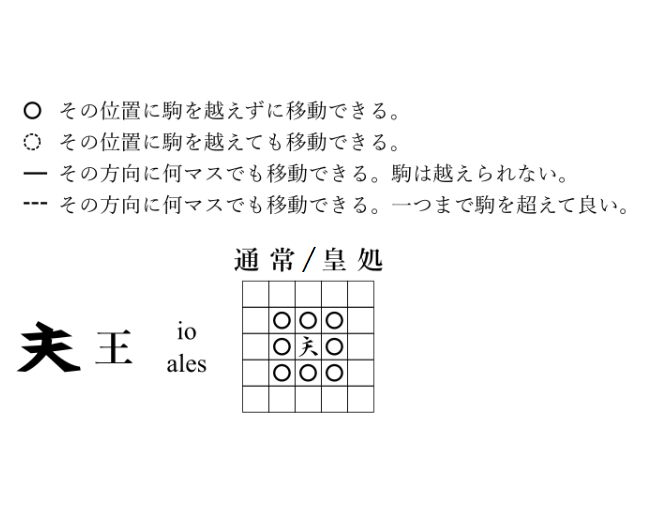 その位置に駒を越えずに移動できる。
その位置に駒を越えても移動できる。
その方向に何マスでも移動できる。駒は越えられない。
その方向に何マスでも移動できる。一つまで駒を超えて良い。
通常/皇処
王
io
ales